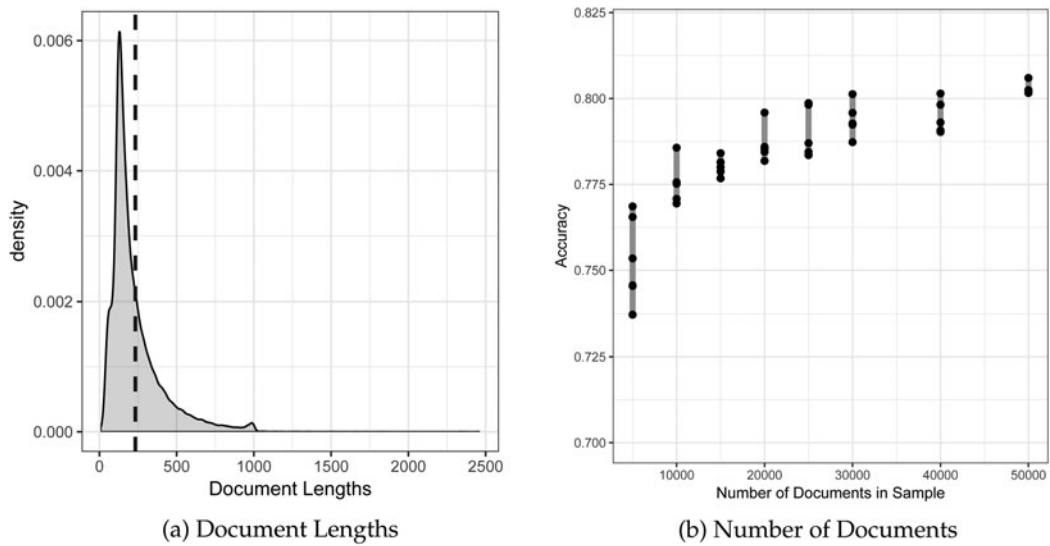 0.006
0.004
0.002
0.000
density
0 500 1000 1500 2000 2500
Document Lengths
(a) Document Lengths
0.825
0.800
0.775
0.750
0.725
0.700
Accuracy
10000 20000 30000 40000 50000
Number of Documents in Sample
(b) Number of Documents